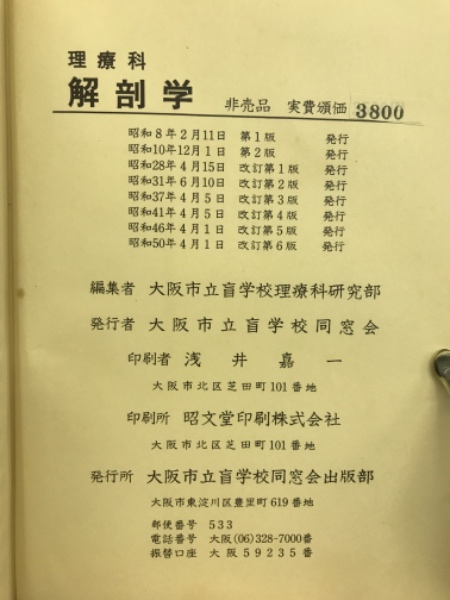 理療科
解剖学 非売品 実費頒価 3800
昭和8年2月11日 第1版 発行
昭和10年12月1日 第2版 発行
昭和28年4月15日 改訂第1版 発行
昭和31年6月10日 改訂第2版 発行
昭和37年4月5日 改訂第3版 発行
昭和41年4月5日 改訂第4版 発行
昭和46年4月1日 改訂第5版 発行
昭和50年4月1日 改訂第6版 発行
編集者 大阪市立盲学校理療科研究部
発行者 大阪市立盲学校同窓会
印刷者 浅井嘉一
大阪市北区芝田町101番地
印刷所 昭文堂印刷株式会社
大阪市北区芝田町101番地
発行所 大阪市立盲学校同窓会出版部
大阪市東淀川区豊里町619番地
郵便番号 533
電話番号 大阪(06)328-7000番
振替口座 大阪59235番